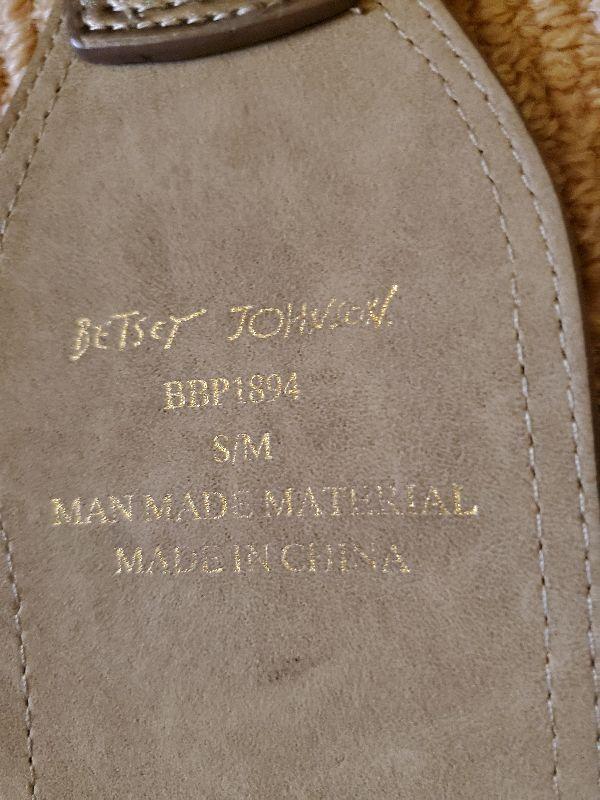 BETSEY JOHNSON.
BBP1894
S/M
MAN MADE MATERIAL
MADE IN CHINA